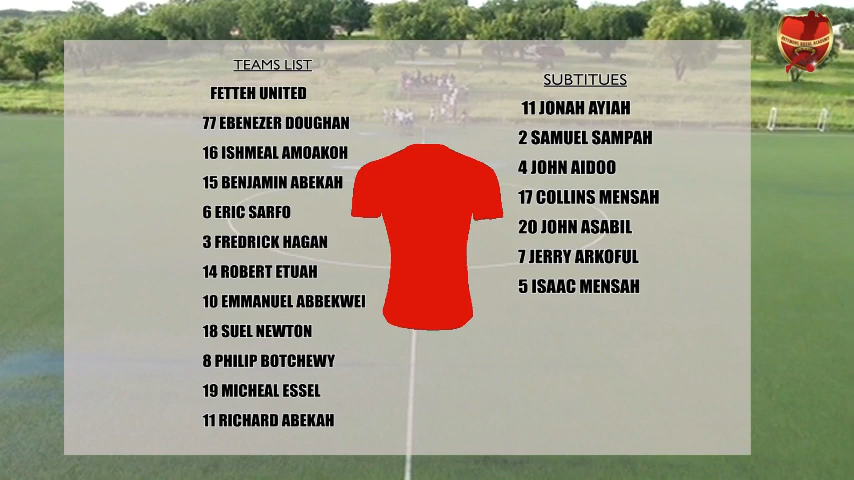 TEAMS LIST
FETTEH UNITED
77 EBENEZER DOUGHAN
16 ISHMEAL AMOAKOH
15 BENJAMIN ABEKAH
6 ERIC SARFO
3 FREDRICK HAGAN
14 ROBERT ETUAH
10 EMMANUEL ABBEKWEI
18 SUEL NEWTON
8 PHILIP BOTCHEWY
19 MICHEAL ESSEL
11 RICHARD ABEKAH
SUBTITUES
11 JONAH AYIAH
2 SAMUEL SAMPAH
4 JOHN AIDOO
17 COLLINS MENSAH
20 JOHN ASABIL
7 JERRY ARKOFUL
5 ISAAC MENSAH